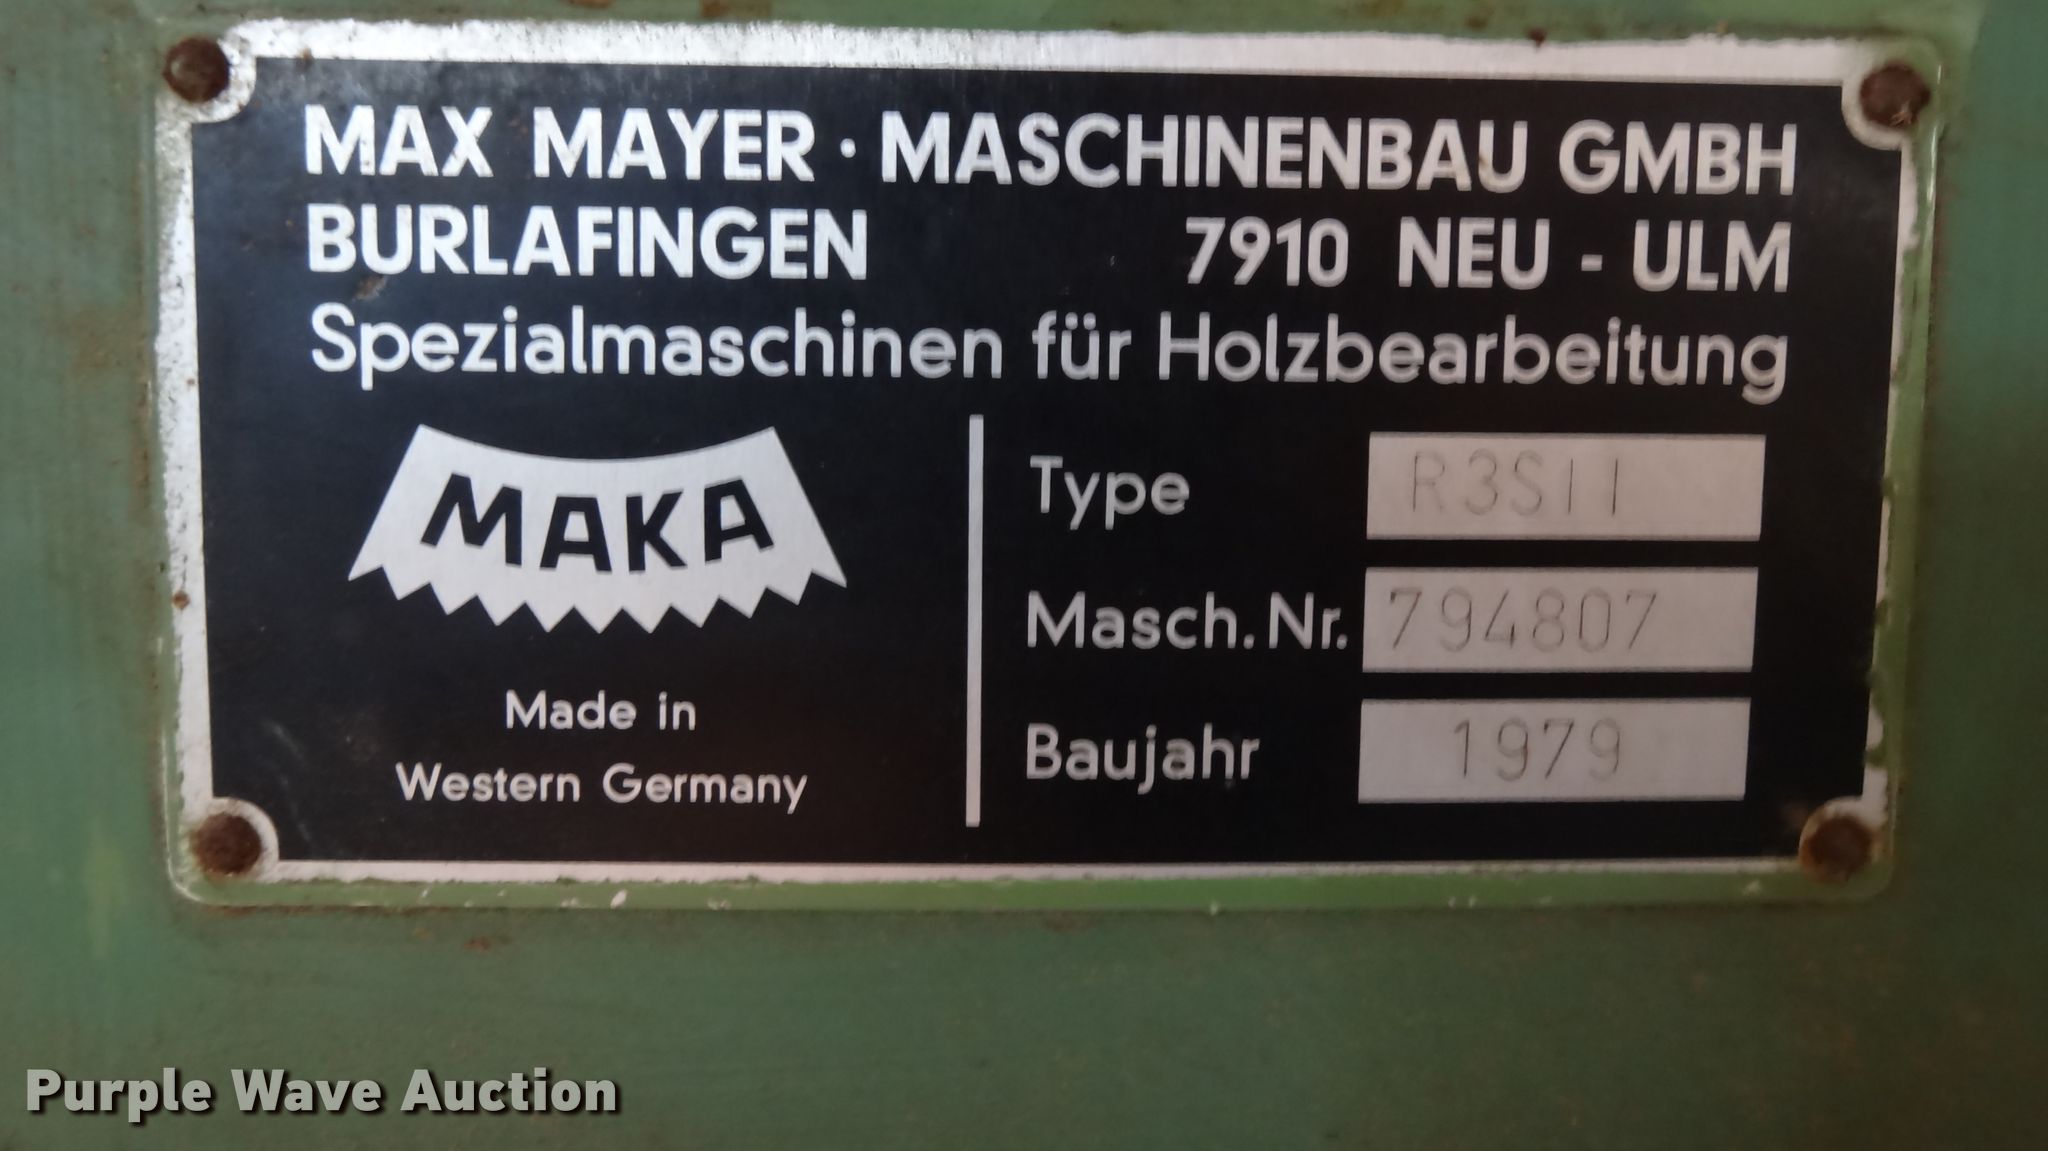 MAX MAYER · MASCHINENBAU GMBH
BURLAFINGEN 7910 NEU - ULM
Spezialmaschinen für Holzbearbeitung
MAKA
Made in
Western Germany
Type R3SII
Masch. Nr. 794807
Baujahr 1979
Purple Wave Auction